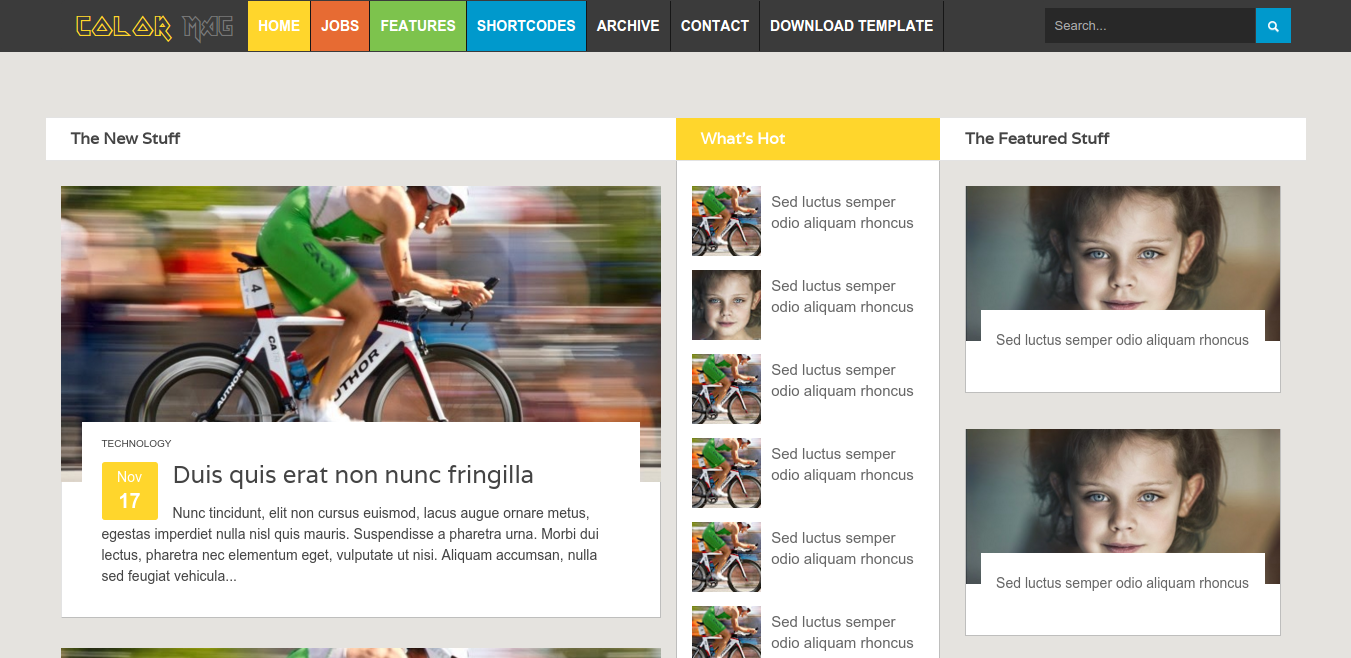 COLOR MAG
HOME JOBS FEATURES SHORTCODES ARCHIVE CONTACT DOWNLOAD TEMPLATE
Search...
The New Stuff
4
CA
AUTHOR
AUTHOR
TECHNOLOGY
Nov
17
Duis quis erat non nunc fringilla
Nunc tincidunt, elit non cursus euismod, lacus augue ornare metus,
egestas imperdiet nulla nisl quis mauris. Suspendisse a pharetra urna. Morbi dui
lectus, pharetra nec elementum eget, vulputate ut nisi. Aliquam accumsan, nulla
sed feugiat vehicula...
What's Hot
Sed luctus semper
odio aliquam rhoncus
Sed luctus semper
odio aliquam rhoncus
Sed luctus semper
odio aliquam rhoncus
Sed luctus semper
odio aliquam rhoncus
Sed luctus semper
odio aliquam rhoncus
Sed luctus semper
odio aliquam rhoncus
The Featured Stuff
Sed luctus semper odio aliquam rhoncus
Sed luctus semper odio aliquam rhoncus